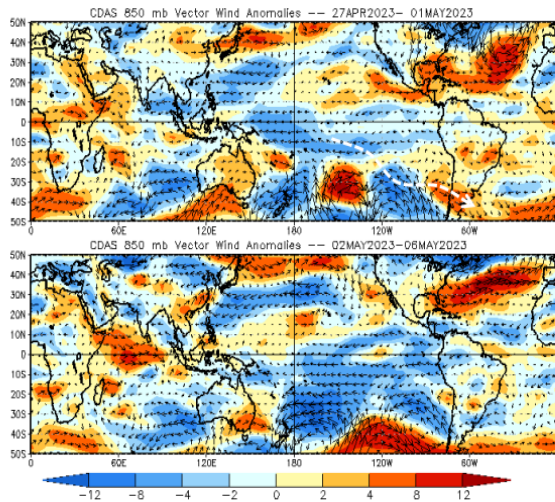 CDAS 850 mb Vector Wind Anomalies -- 27APR2023- 01MAY2023
50N
40N
30N
20N
10N
0
10S
20S
30S
40S
50S
0 60E 120E 180 120W 60W
CDAS 850 mb Vector Wind Anomalies -- 02MAY2023-06MAY2023
50N
40N
30N
20N
10N
0
10S
20S
30S
40S
50S
0 60E 120E 180 120W 60W
-12 -8 -4 -2 0 2 4 8 12